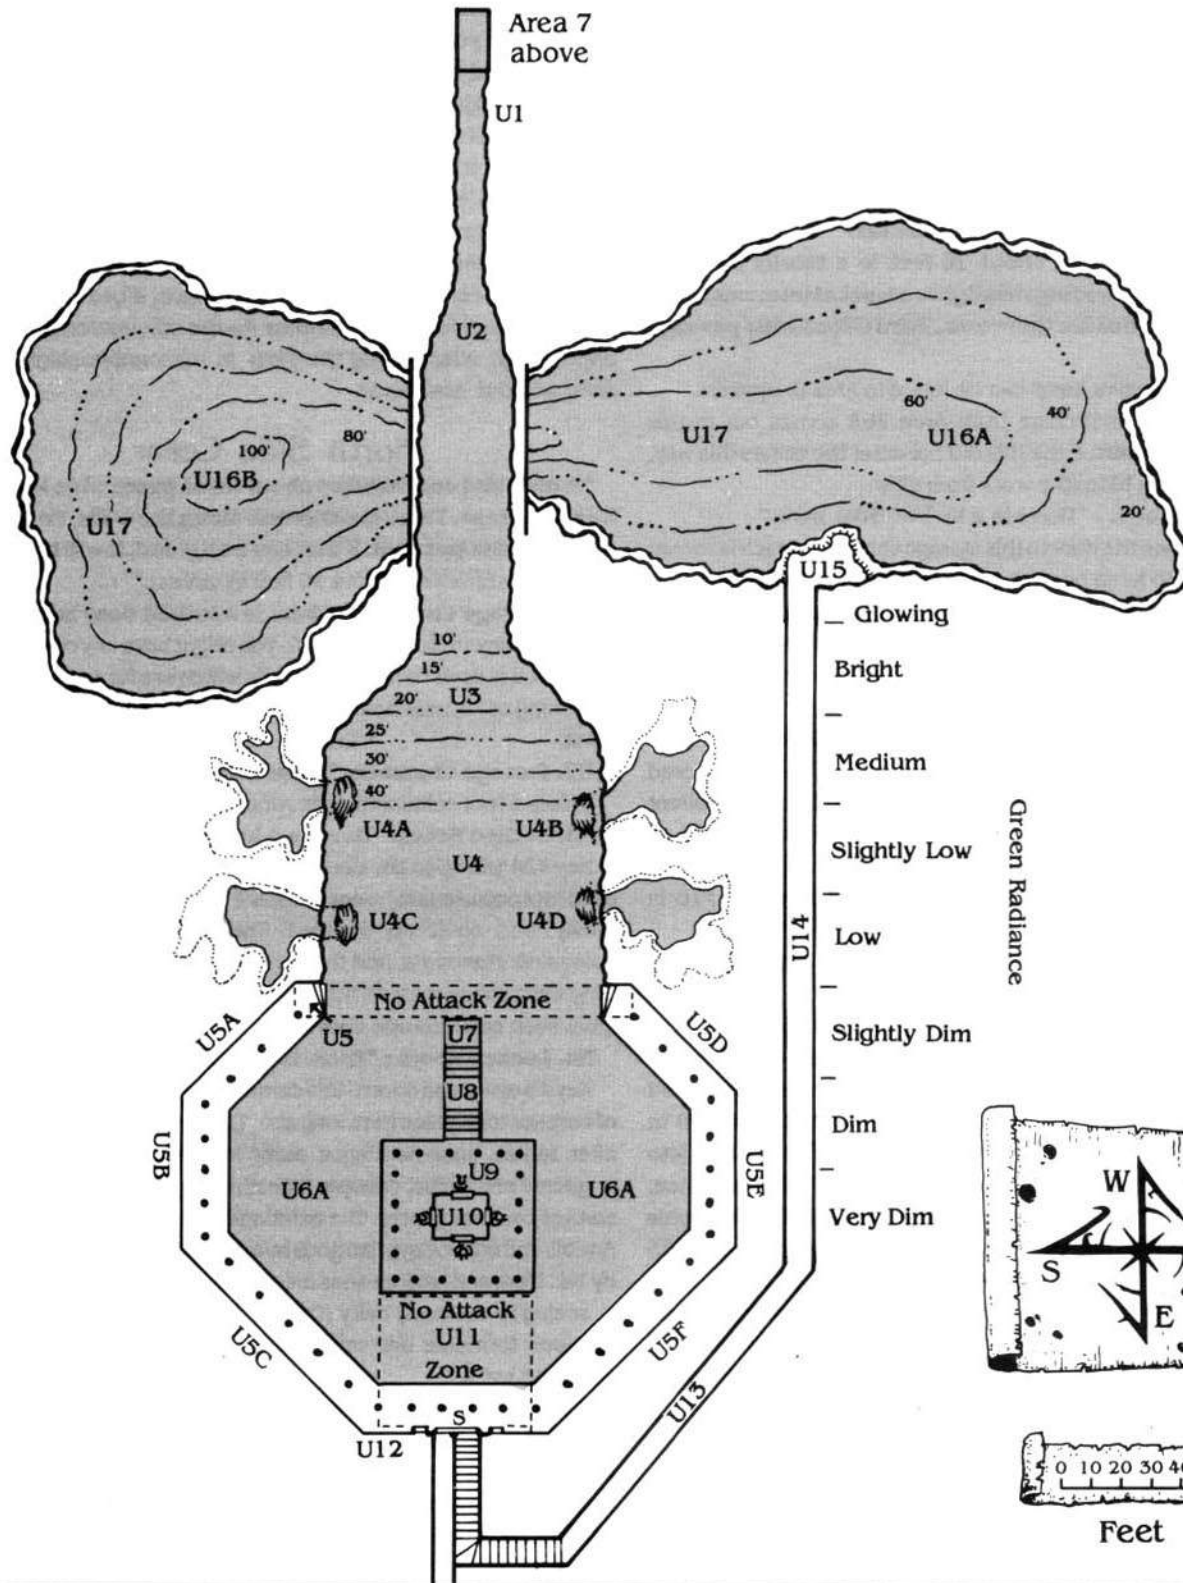 Area 7
above
U1
U2
U17
60'
U16A
40'
20'
80'
100'
U16B
U17
U15
Glowing
10'
15'
U3
20'
Bright
25'
30'
40'
Medium
U4A
U4B
U4
Slightly Low
U4C
U4D
U14
Low
Green Radiance
No Attack Zone
U5A
U5
U7
U5D
Slightly Dim
U8
Dim
U5B
U9
U5E
U6A
U10
U6A
Very Dim
W
S
E
No Attack
U11
Zone
U5C
U5F
U13
S
U12
0 10 20 30
Feet